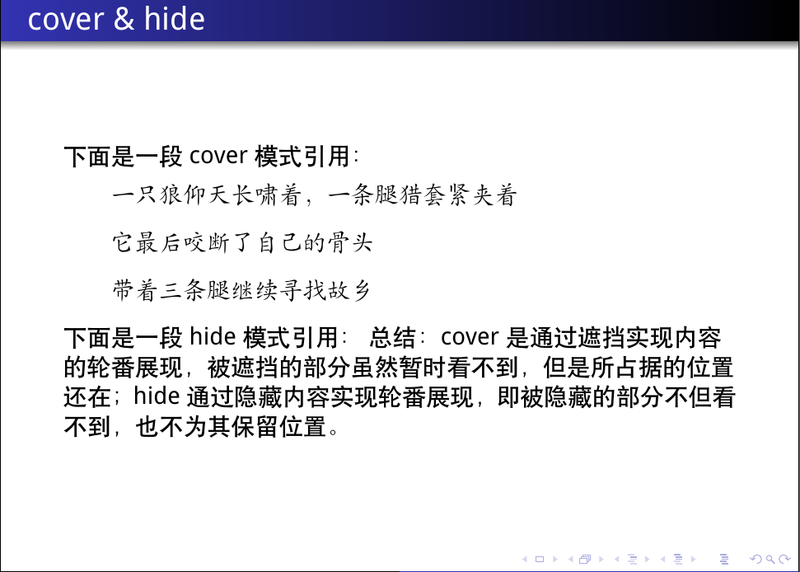 cover & hide
下面是一段 cover 模式引用：
一只狼仰天长啸着，一条腿猎套紧夹着
它最后咬断了自己的骨头
带着三条腿继续寻找故乡
下面是一段 hide 模式引用： 总结：cover 是通过遮挡实现内容
的轮番展现，被遮挡的部分虽然暂时看不到，但是所占据的位置
还在；hide 通过隐藏内容实现轮番展现，即被隐藏的部分不但看
不到，也不为其保留位置。